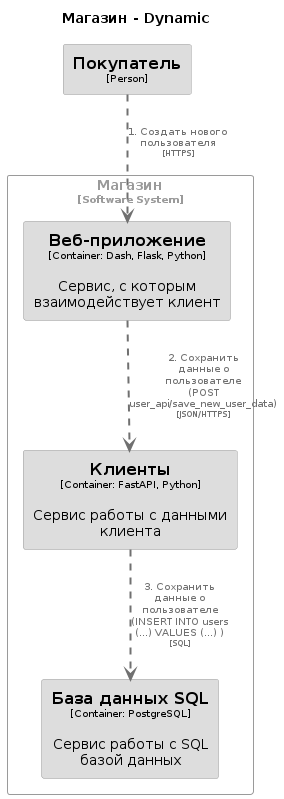 Магазин - Dynamic
Покупатель
[Person]
1. Создать нового
пользователя
[HTTPS]
Магазин
[Software System]
Веб-приложение
[Container: Dash, Flask, Python]
Сервис, с которым
взаимодействует клиент
2. Сохранить
данные о
пользователе
(POST
user_api/save_new_user_data)
[JSON/HTTPS]
Клиенты
[Container: FastAPI, Python]
Сервис работы с данными
клиента
3. Сохранить
данные о
пользователе
(INSERT INTO users
(...) VALUES (...) )
[SQL]
База данных SQL
[Container: PostgreSQL]
Сервис работы с SQL
базой данных